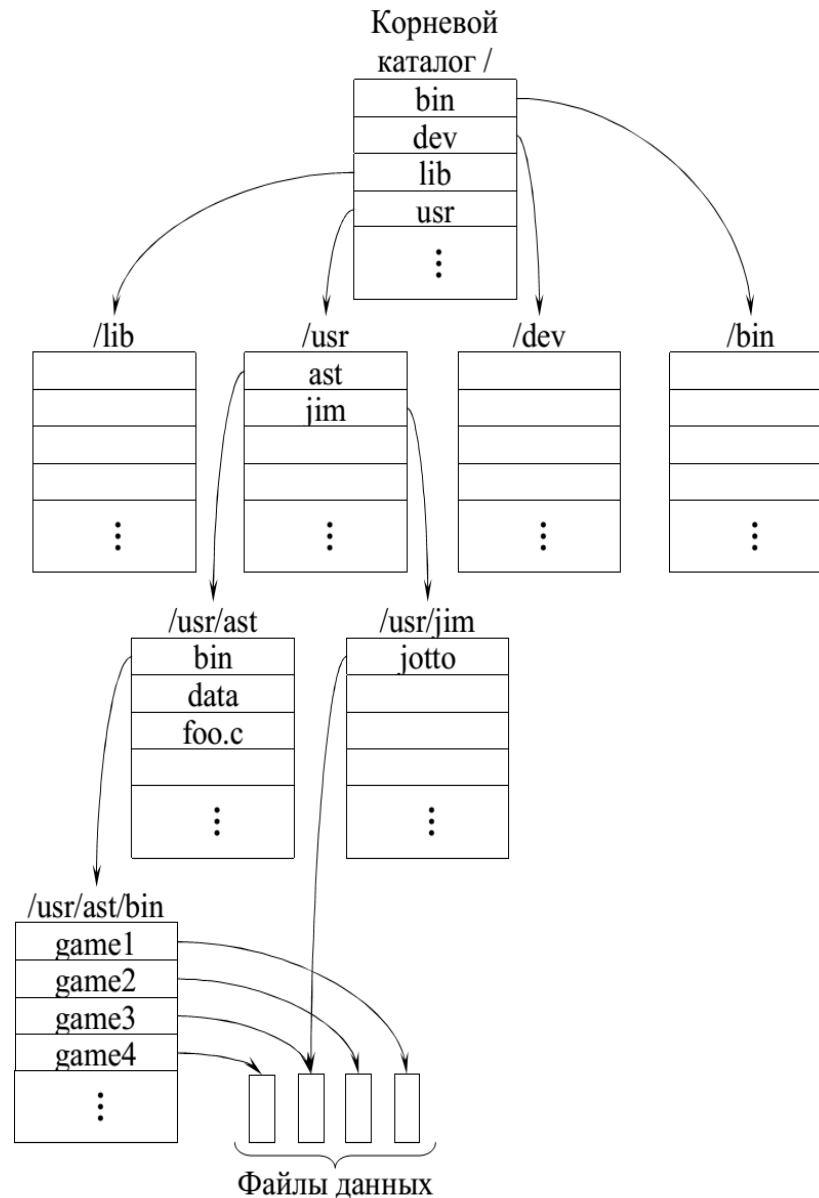 Корневой
каталог /
bin
dev
lib
usr
/lib
/usr
/dev
/bin
ast
jim
/usr/ast
/usr/jim
bin
data
foo.c
jotto
/usr/ast/bin
game1
game2
game3
game4
Файлы данных